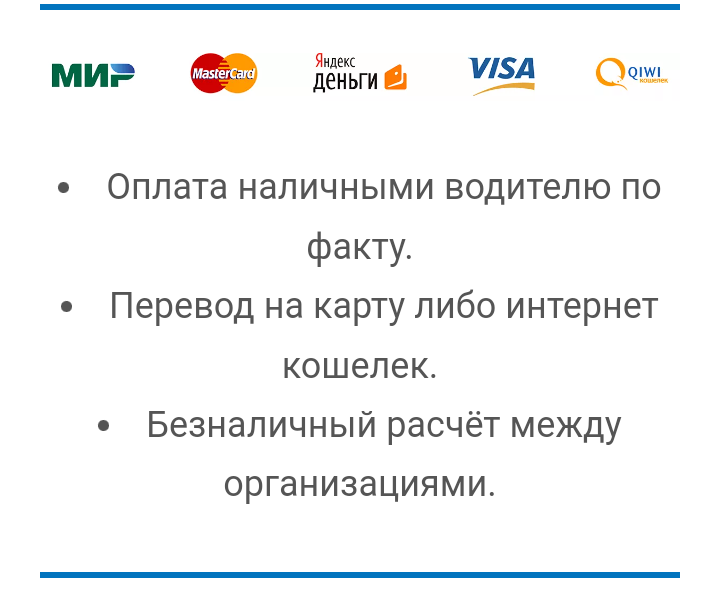 МИР MasterCard Яндекс деньги VISA QIWI кошелек
• Оплата наличными водителю по
факту.
• Перевод на карту либо интернет
кошелек.
• Безналичный расчёт между
организациями.